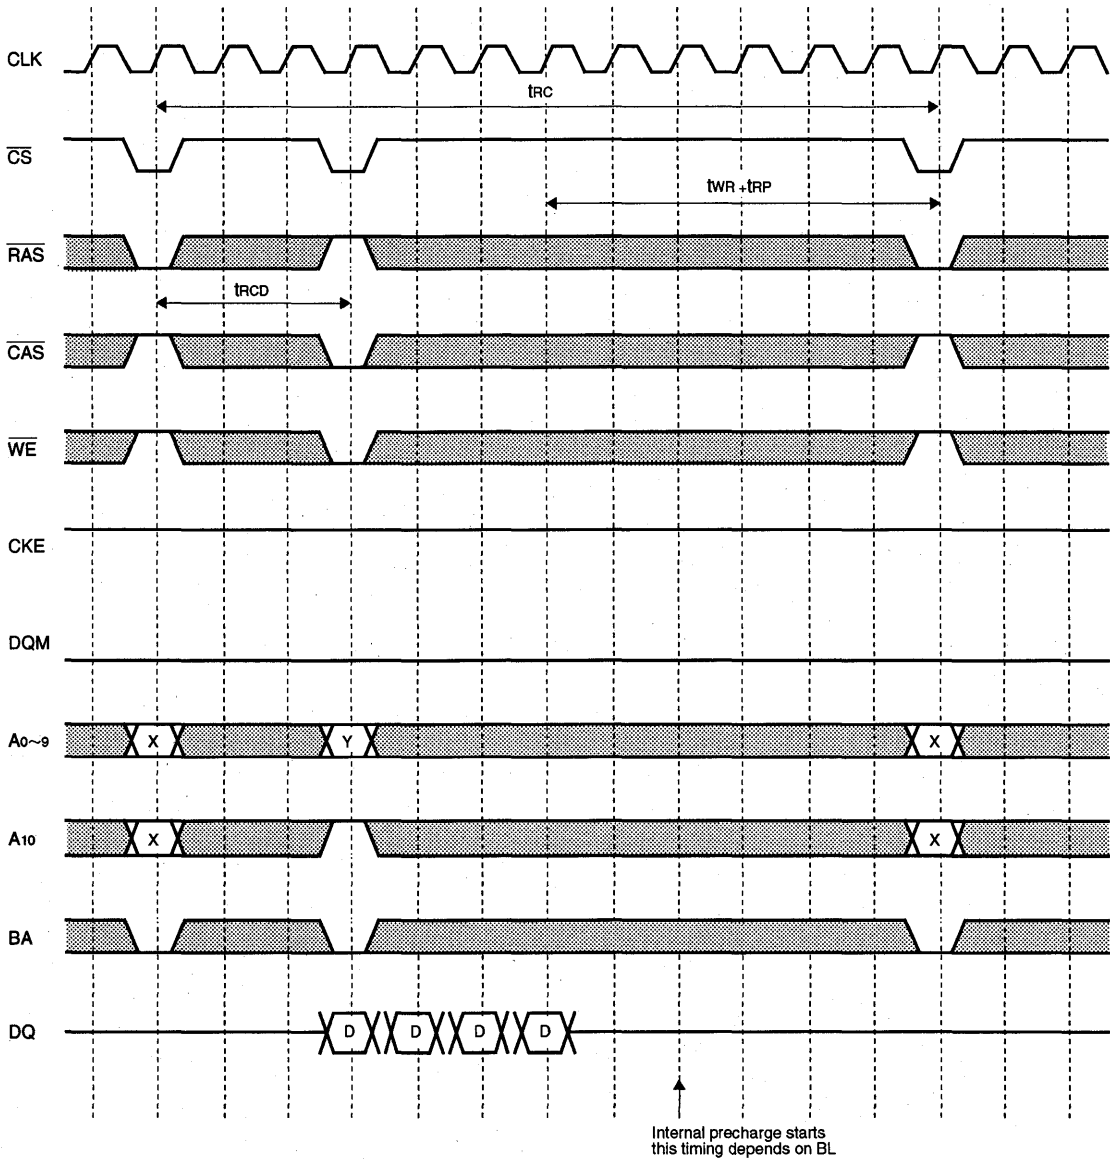 CLK
tRC
CS
tWR +tRP
RAS
tRCD
CAS
WE
CKE
DQM
A0~9 X Y X
A10 X X
BA
DQ D D D D
Internal precharge starts
this timing depends on BL